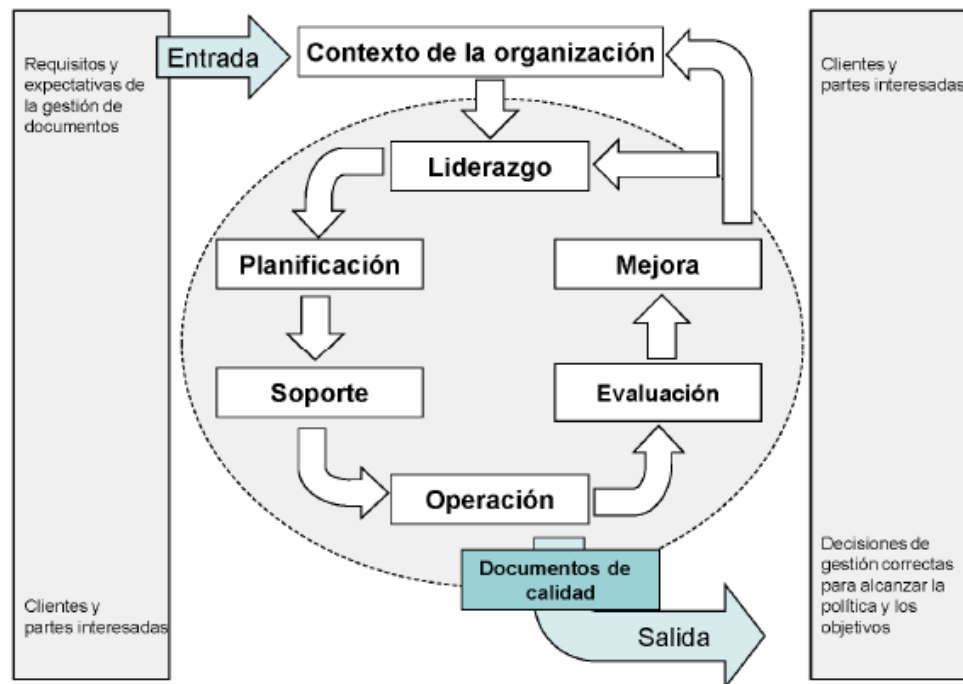 Requisitos y
expectativas de
la gestión de
documentos
Clientes y
partes interesadas
Entrada
Contexto de la organización
Liderazgo
Planificación
Soporte
Operación
Evaluación
Mejora
Documentos de
calidad
Salida
Clientes y
partes interesadas
Decisiones de
gestión correctas
para alcanzar la
política y los
objetivos